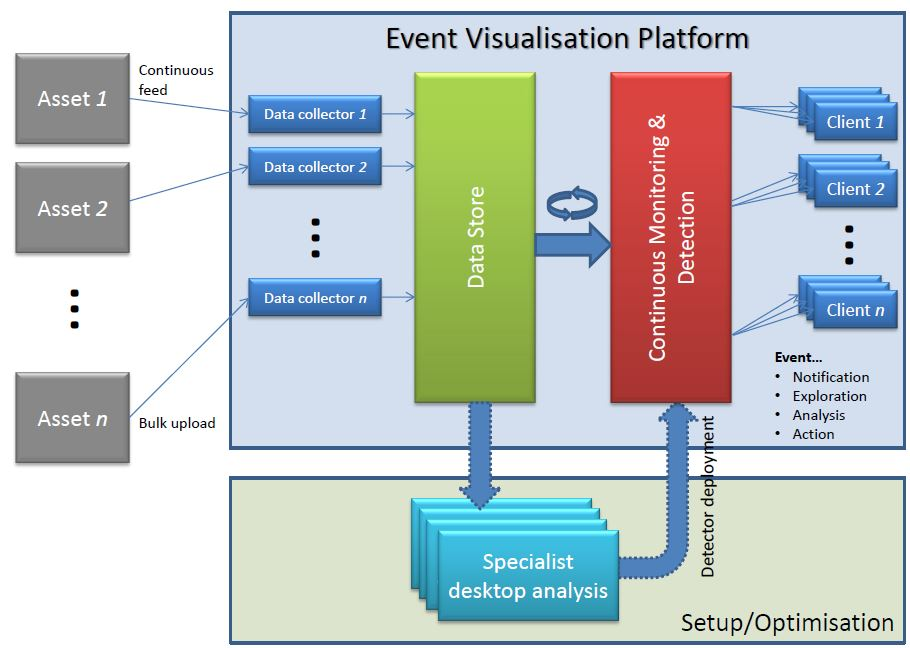 Event Visualisation Platform
Continuous
feed
Asset 1
Asset 2
Asset n
Bulk upload
Data collector 1
Data collector 2
Data collector n
Data Store
Continuous Monitoring &
Detection
Client 1
Client 2
Client n
Event...
• Notification
• Exploration
• Analysis
• Action
Detector deployment
Specialist
desktop analysis
Setup/Optimisation